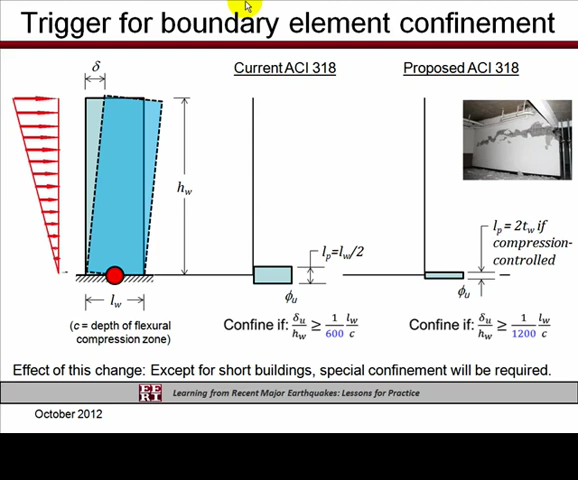 Trigger for boundary element confinement
δ
Current ACI 318
Proposed ACI 318
h_w
l_p=l_w/2
l_p = 2t_w if
compression-
controlled
ϕ_u
ϕ_u
l_w
(c = depth of flexural
compression zone)
Confine if: δ_u/h_w ≥ 1/600 l_w/c
Confine if: δ_u/h_w ≥ 1/1200 l_w/c
Effect of this change: Except for short buildings, special confinement will be required.
EE
RI
Learning from Recent Major Earthquakes: Lessons for Practice
October 2012